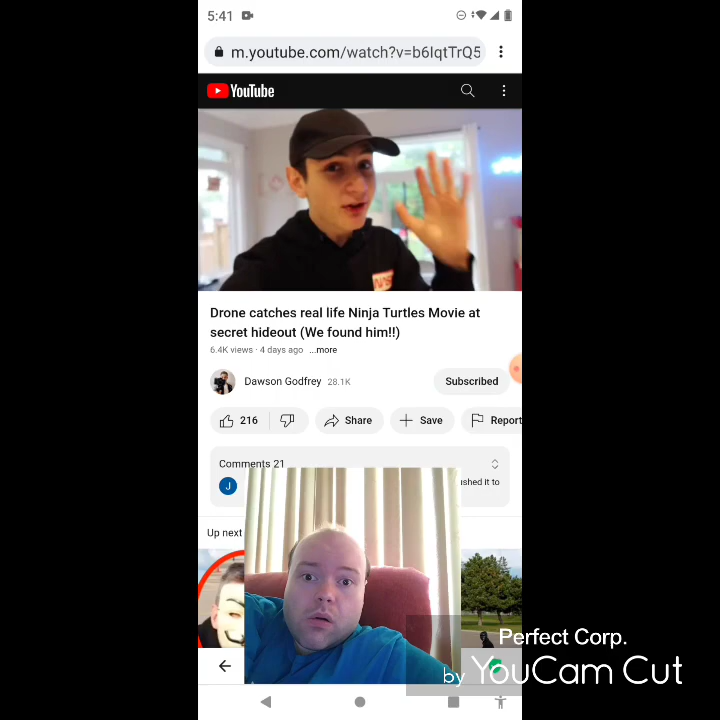 5:41
m.youtube.com/watch?v=b6IqtTrQ5
YouTube
Drone catches real life Ninja Turtles Movie at
secret hideout (We found him!!)
6.4K views · 4 days ago ...more
Dawson Godfrey 28.1K
Subscribed
216
Share
Save
Report
Comments 21
J
ushed it to
Up next
Perfect Corp.
by YouCam Cut